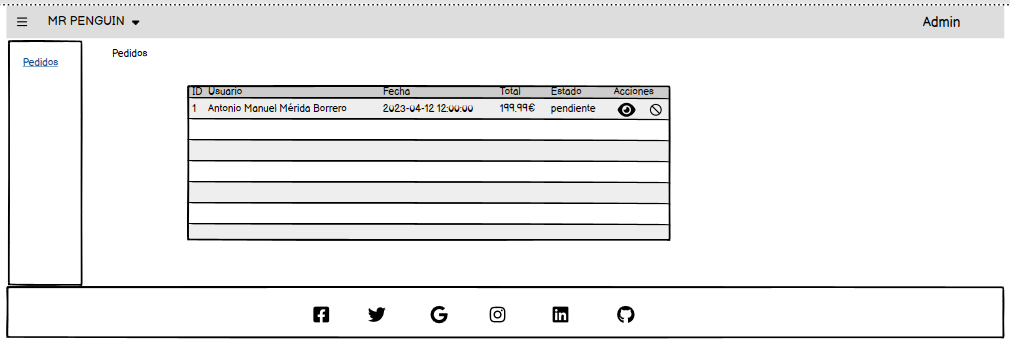 MR PENGUIN Admin
Pedidos
Pedidos
ID Usuario Fecha Total Estado Acciones
1 Antonio Manuel Mérida Borrero 2023-04-12 12:00:00 199.99€ pendiente